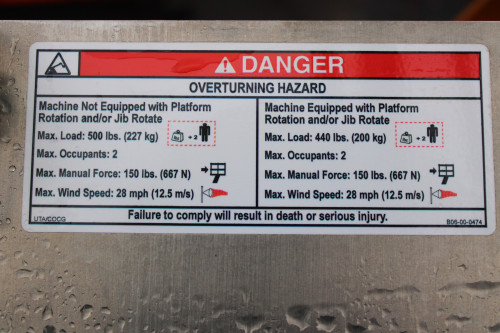 DANGER
OVERTURNING HAZARD
Machine Not Equipped with Platform
Rotation and/or Jib Rotate
Max. Load: 500 lbs. (227 kg)
Max. Occupants: 2
Max. Manual Force: 150 lbs. (667 N)
Max. Wind Speed: 28 mph (12.5 m/s)
Machine Equipped with Platform
Rotation and/or Jib Rotate
Max. Load: 440 lbs. (200 kg)
Max. Occupants: 2
Max. Manual Force: 150 lbs. (667 N)
Max. Wind Speed: 28 mph (12.5 m/s)
Failure to comply will result in death or serious injury.
B06-00-0474